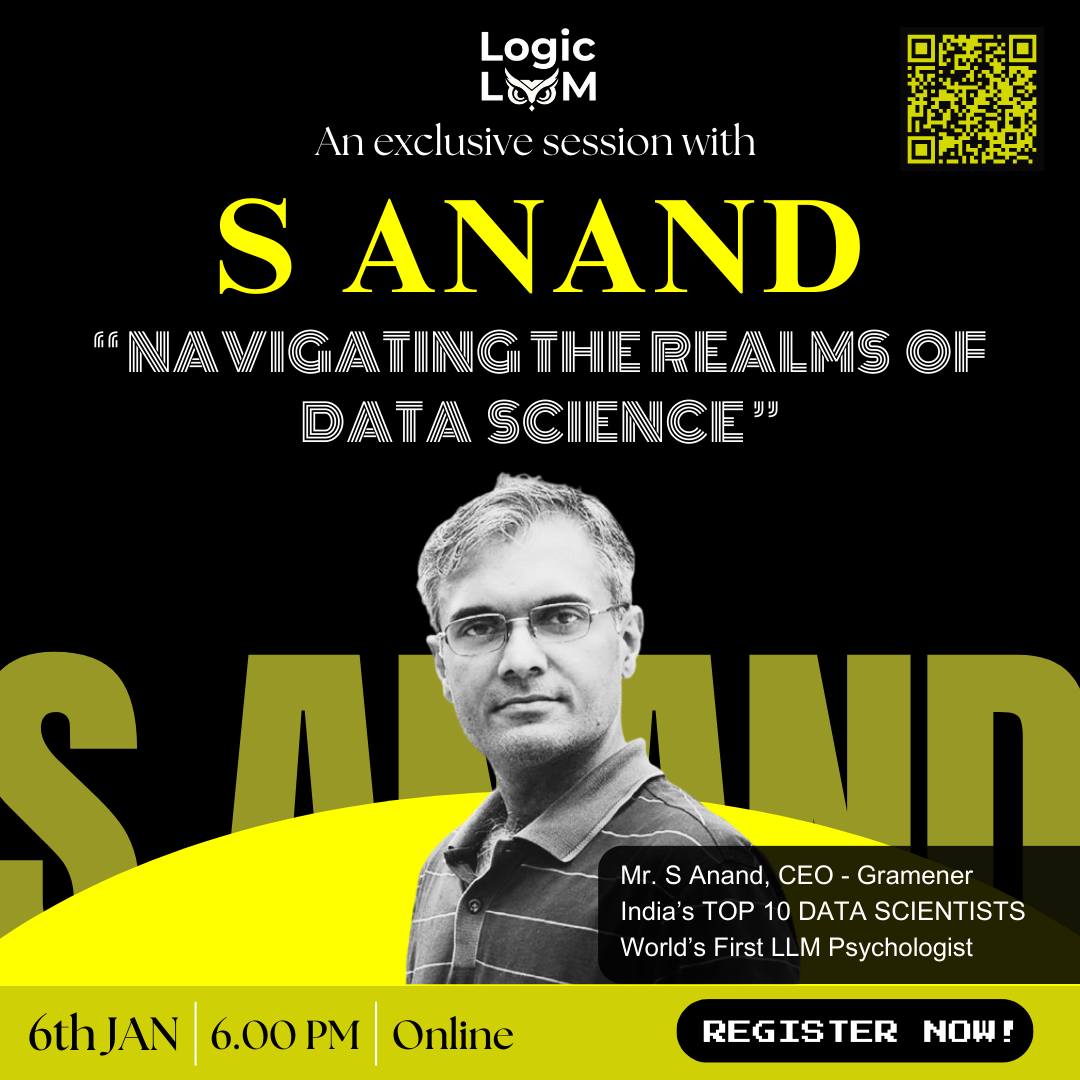 Logic
LOOM
An exclusive session with
S ANAND
“NAVIGATING THE REALMS OF
DATA SCIENCE”
S ANAND
Mr. S Anand, CEO - Gramener
India’s TOP 10 DATA SCIENTISTS
World’s First LLM Psychologist
6th JAN 6.00 PM Online
REGISTER NOW!